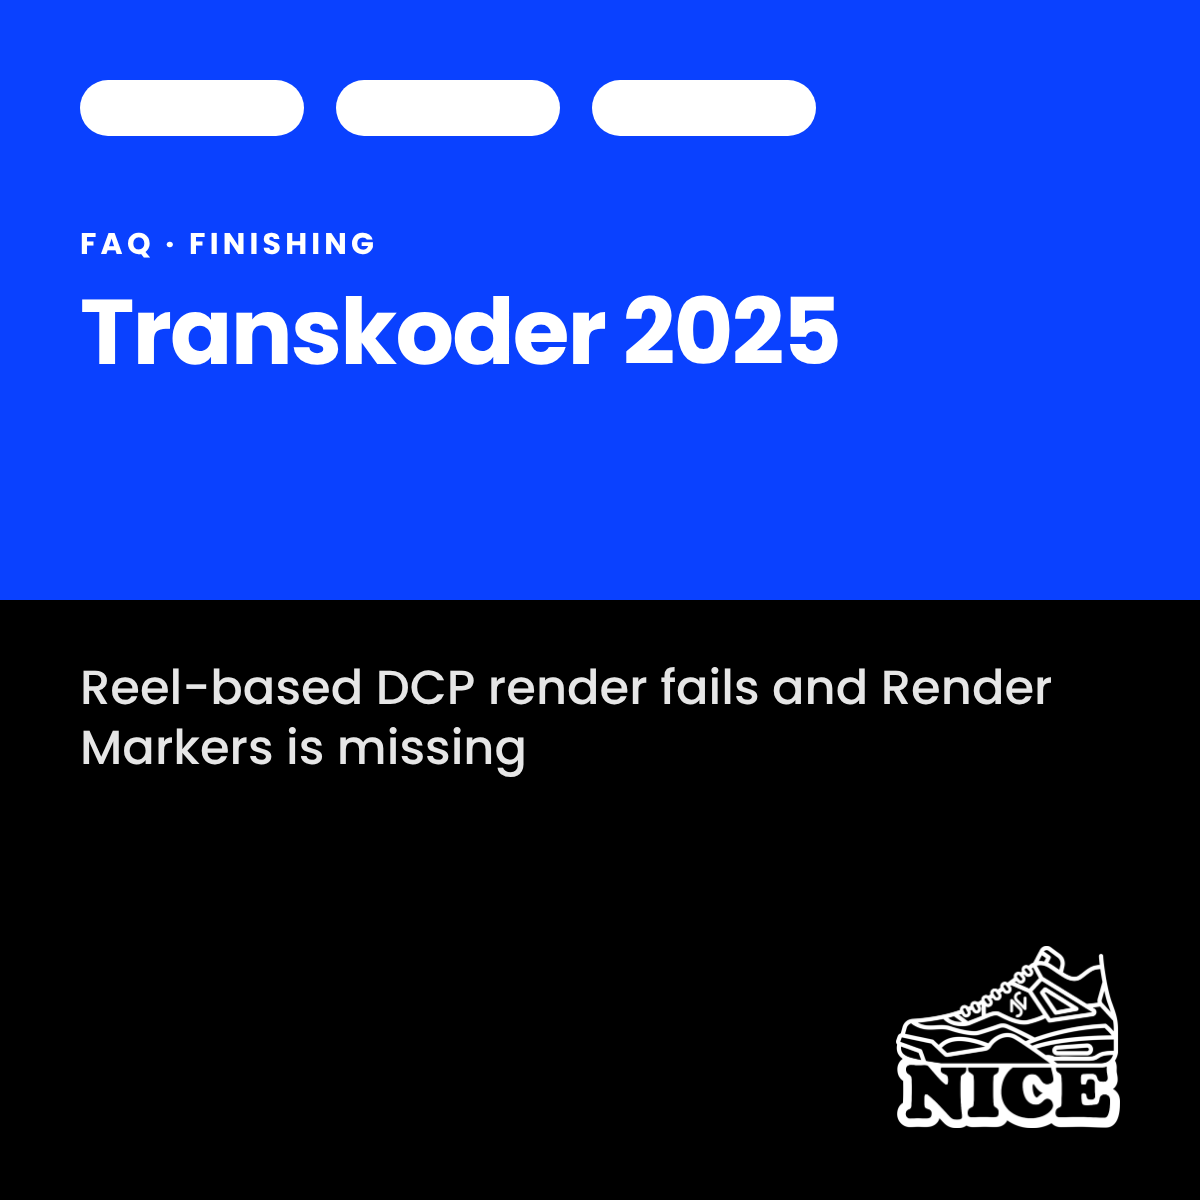 FAQ · FINISHING
Transkoder 2025
Reel-based DCP render fails and Render
Markers is missing
NICE